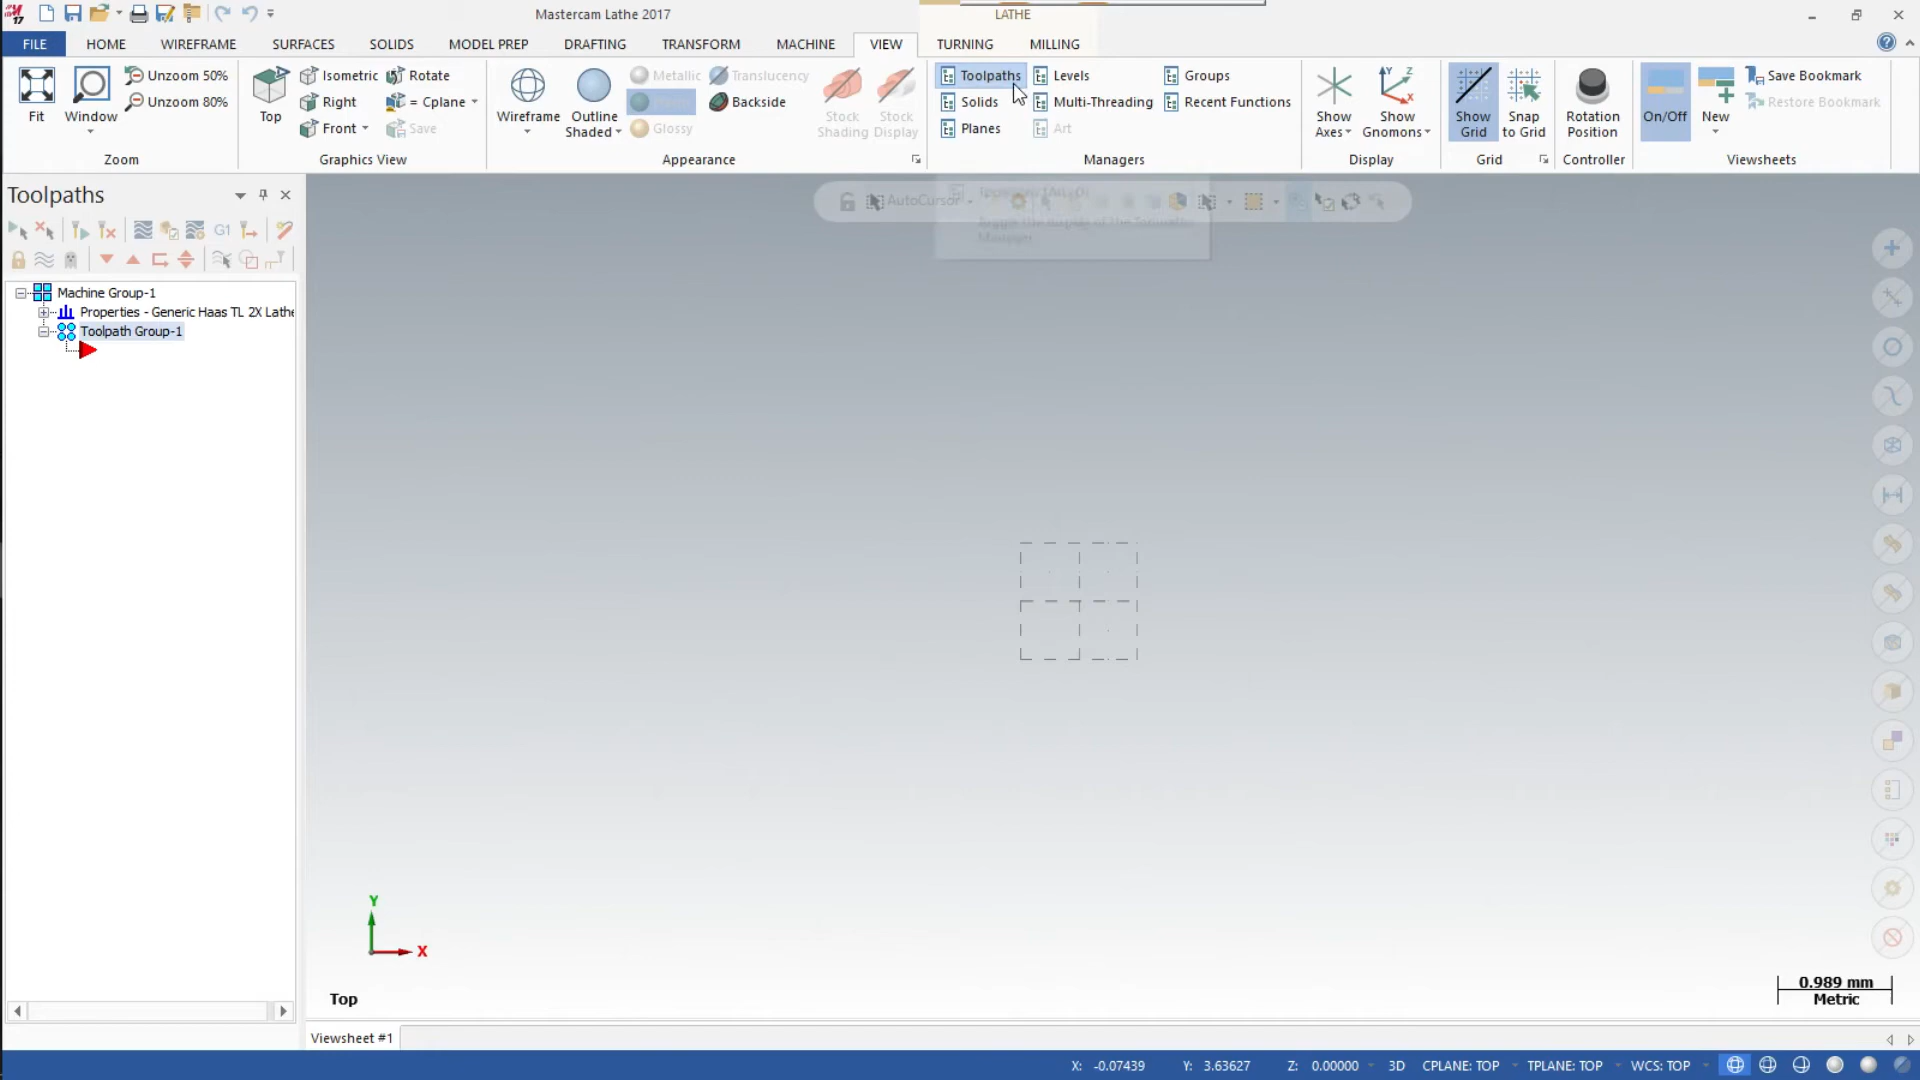 Mastercam Lathe 2017
LATHE
FILE
HOME
WIREFRAME
SURFACES
SOLIDS
MODEL PREP
DRAFTING
TRANSFORM
MACHINE
VIEW
TURNING
MILLING
Fit
Window
Unzoom 50%
Unzoom 80%
Zoom
Top
Isometric
Right
Front
Rotate
= Cplane
Save
Graphics View
Wireframe
Outline
Shaded
Metallic
Glossy
Translucency
Backside
Stock
Shading
Stock
Display
Appearance
Toolpaths
Solids
Planes
Levels
Multi-Threading
Art
Groups
Recent Functions
Managers
Show
Axes
Show
Gnomons
Display
Show
Grid
Snap
to Grid
Grid
Rotation
Position
Controller
On/Off
New
Save Bookmark
Restore Bookmark
Viewsheets
Toolpaths
G1
Machine Group-1
Properties - Generic Haas TL 2X Lathe
Toolpath Group-1
AutoCursor
Y
X
Top
0.989 mm
Metric
Viewsheet #1
X: -0.07439
Y: 3.63627
Z: 0.00000
3D
CPLANE: TOP
TPLANE: TOP
WCS: TOP